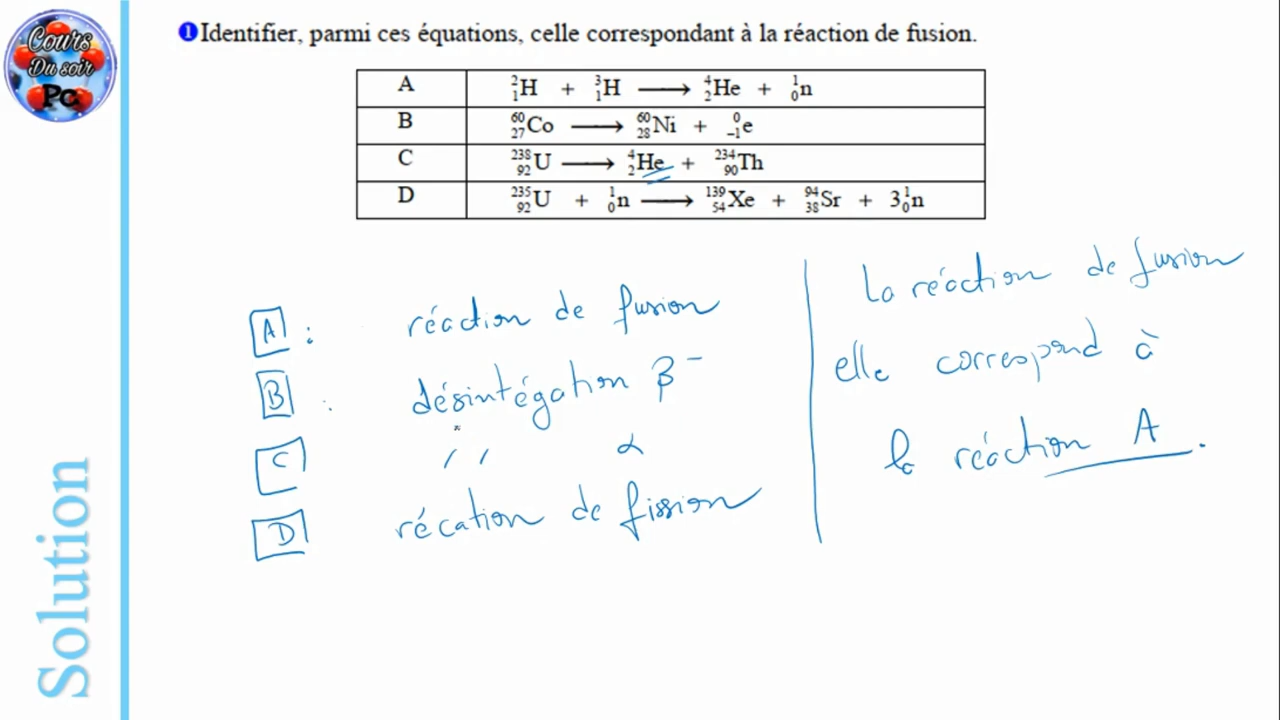 Cours
Du soir
Pc
❶Identifier, parmi ces équations, celle correspondant à la réaction de fusion.
A ²₁H + ³₁H ⟶ ⁴₂He + ¹₀n
B ⁶⁰₂₇Co ⟶ ⁶⁰₂₈Ni + ⁰₋₁e
C ²³⁸₉₂U ⟶ ⁴₂He + ²³⁴₉₀Th
D ²³⁵₉₂U + ¹₀n ⟶ ¹³⁹₅₄Xe + ⁹⁴₃₈Sr + 3¹₀n
A : réaction de fusion
B : désintégation β⁻
C ,, α
D récation de fission
la réaction de fusion
elle correspond à
la réaction A.
Solution